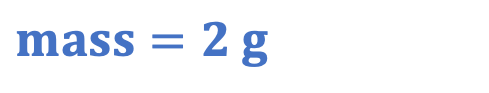 mass = 2 g